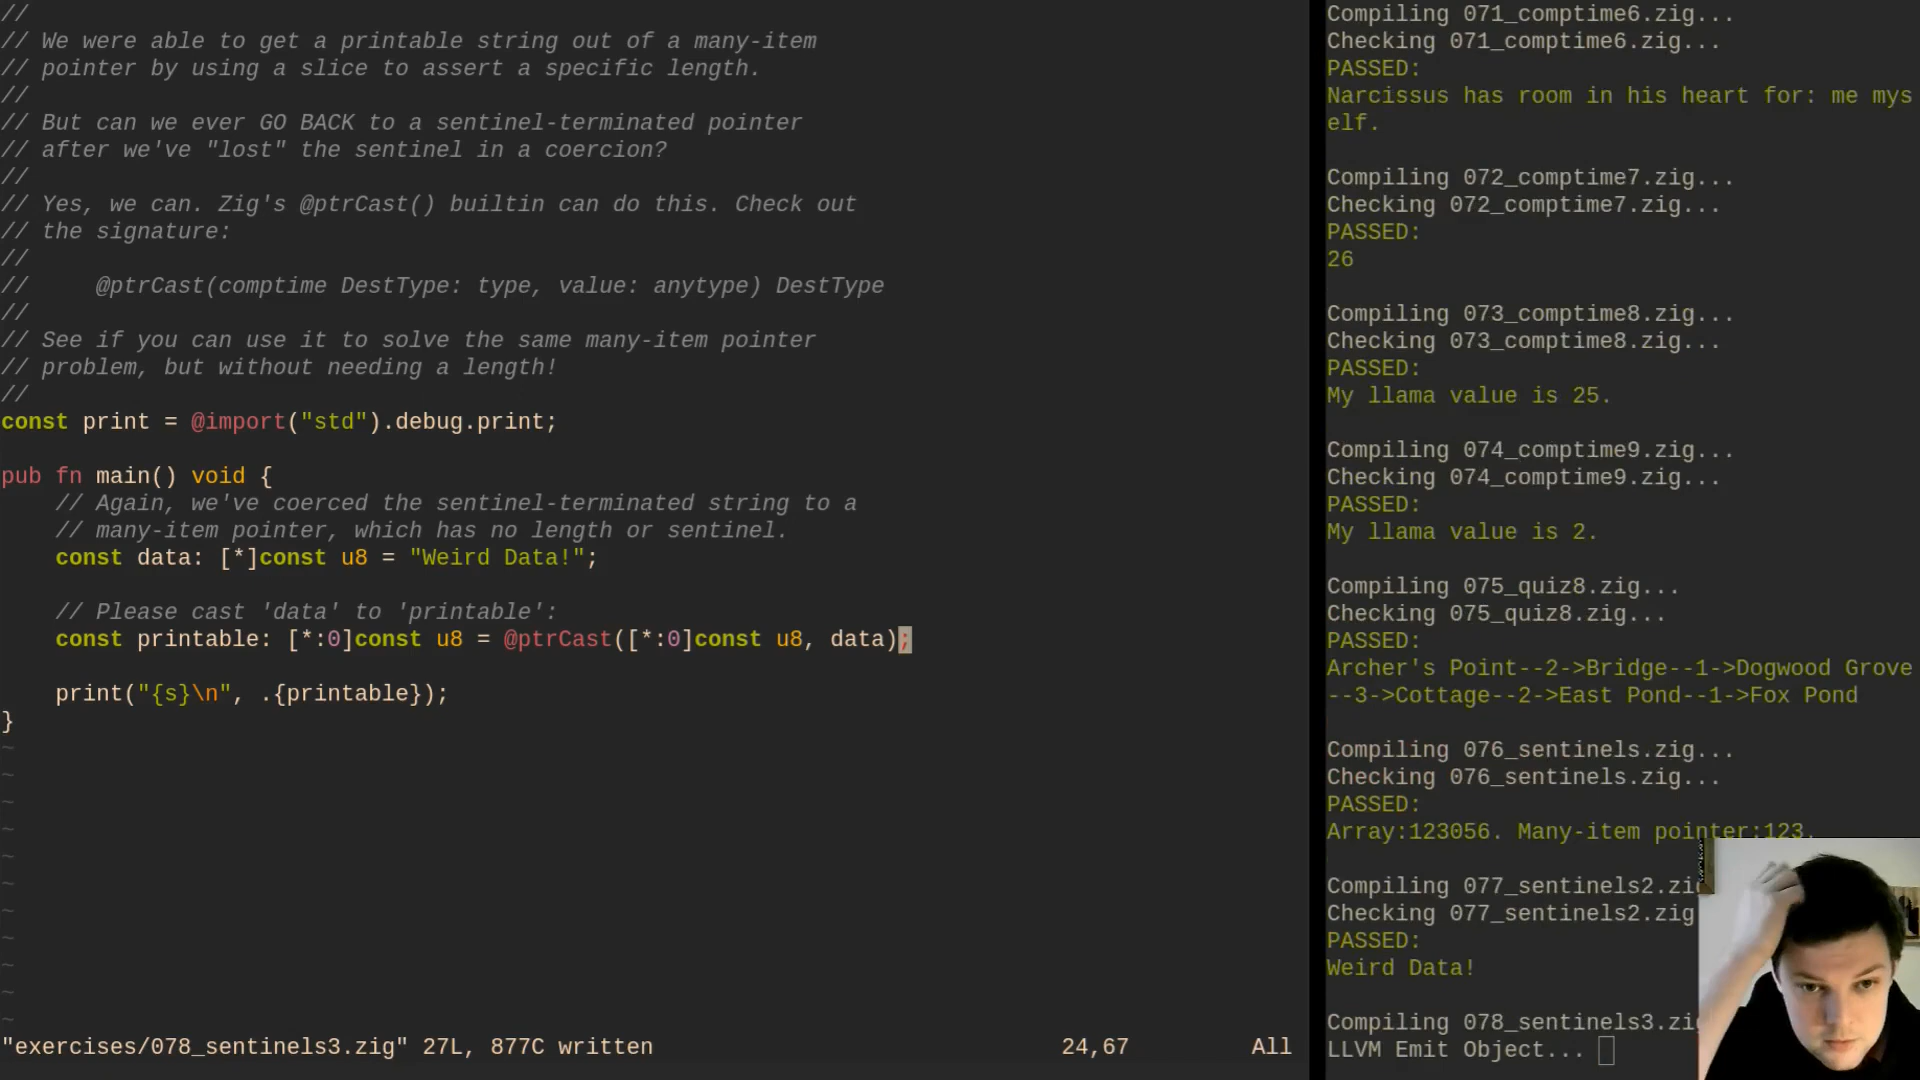 //
// We were able to get a printable string out of a many-item
// pointer by using a slice to assert a specific length.
//
// But can we ever GO BACK to a sentinel-terminated pointer
// after we've "lost" the sentinel in a coercion?
//
// Yes, we can. Zig's @ptrCast() builtin can do this. Check out
// the signature:
//
//     @ptrCast(comptime DestType: type, value: anytype) DestType
//
// See if you can use it to solve the same many-item pointer
// problem, but without needing a length!
//
const print = @import("std").debug.print;
pub fn main() void {
    // Again, we've coerced the sentinel-terminated string to a
    // many-item pointer, which has no length or sentinel.
    const data: [*]const u8 = "Weird Data!";
    // Please cast 'data' to 'printable':
    const printable: [*:0]const u8 = @ptrCast([*:0]const u8, data);
    print("{s}\n", .{printable});
}
~
~
~
~
~
~
~
~
~
~
~
"exercises/078_sentinels3.zig" 27L, 877C written 24,67 All
Compiling 071_comptime6.zig...
Checking 071_comptime6.zig...
PASSED:
Narcissus has room in his heart for: me mys
elf.
Compiling 072_comptime7.zig...
Checking 072_comptime7.zig...
PASSED:
26
Compiling 073_comptime8.zig...
Checking 073_comptime8.zig...
PASSED:
My llama value is 25.
Compiling 074_comptime9.zig...
Checking 074_comptime9.zig...
PASSED:
My llama value is 2.
Compiling 075_quiz8.zig...
Checking 075_quiz8.zig...
PASSED:
Archer's Point--2->Bridge--1->Dogwood Grove
--3->Cottage--2->East Pond--1->Fox Pond
Compiling 076_sentinels.zig...
Checking 076_sentinels.zig...
PASSED:
Array:123056. Many-item pointer:123.
Compiling 077_sentinels2.zi
Checking 077_sentinels2.zig
PASSED:
Weird Data!
Compiling 078_sentinels3.zi
LLVM Emit Object...